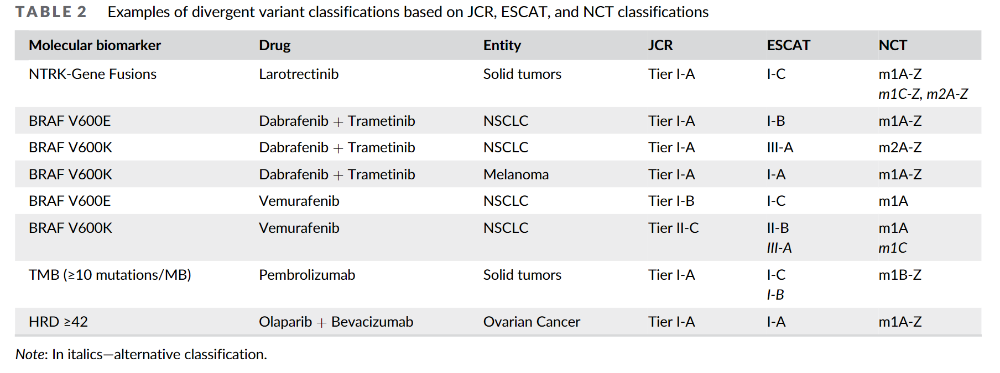 TABLE 2 Examples of divergent variant classifications based on JCR, ESCAT, and NCT classifications
Molecular biomarker Drug Entity JCR ESCAT NCT
NTRK-Gene Fusions Larotrectinib Solid tumors Tier I-A I-C m1A-Z
m1C-Z, m2A-Z
BRAF V600E Dabrafenib + Trametinib NSCLC Tier I-A I-B m1A-Z
BRAF V600K Dabrafenib + Trametinib NSCLC Tier I-A III-A m2A-Z
BRAF V600K Dabrafenib + Trametinib Melanoma Tier I-A I-A m1A-Z
BRAF V600E Vemurafenib NSCLC Tier I-B I-C m1A
BRAF V600K Vemurafenib NSCLC Tier II-C II-B m1A
III-A m1C
TMB (≥10 mutations/MB) Pembrolizumab Solid tumors Tier I-A I-C m1B-Z
I-B
HRD ≥42 Olaparib + Bevacizumab Ovarian Cancer Tier I-A I-A m1A-Z
Note: In italics—alternative classification.